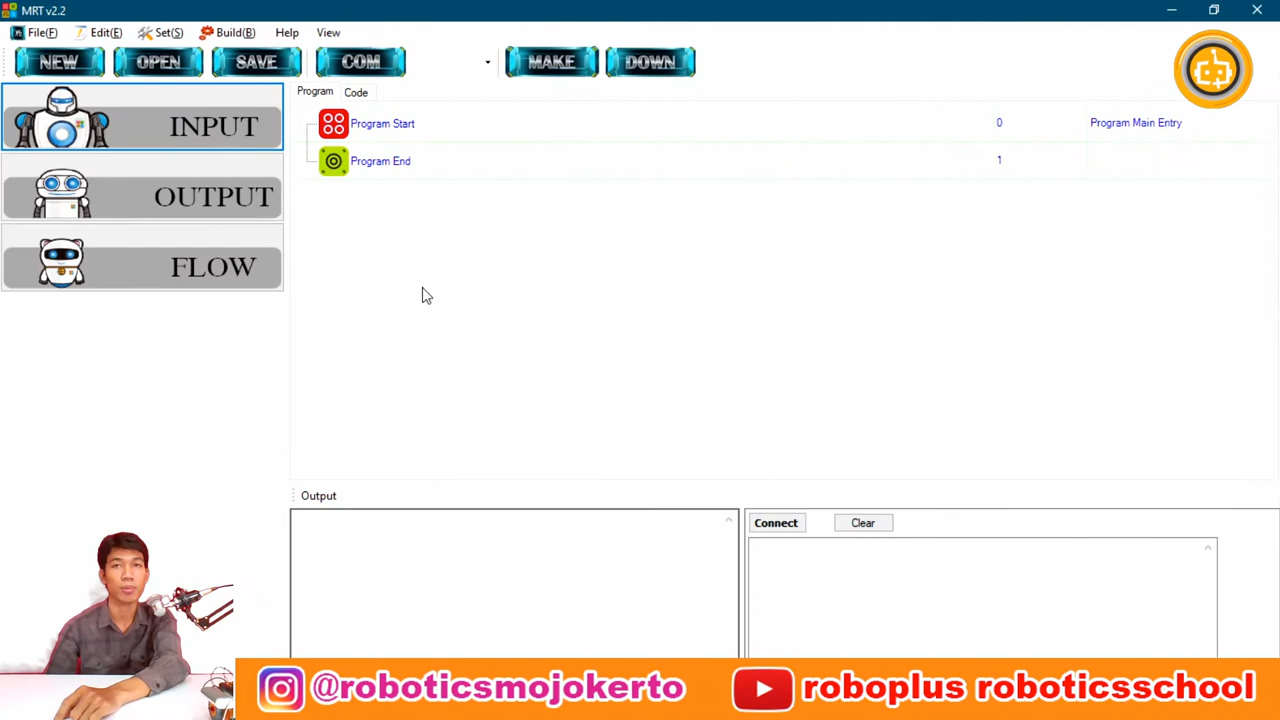 MRT v2.2
File(F) Edit(E) Set(S) Build(B) Help View
NEW OPEN SAVE COM MAKE DOWN
INPUT
OUTPUT
FLOW
Program Code
Program Start 0 Program Main Entry
Program End 1
Output
Connect Clear
@roboticsmojokerto roboplus roboticsschool